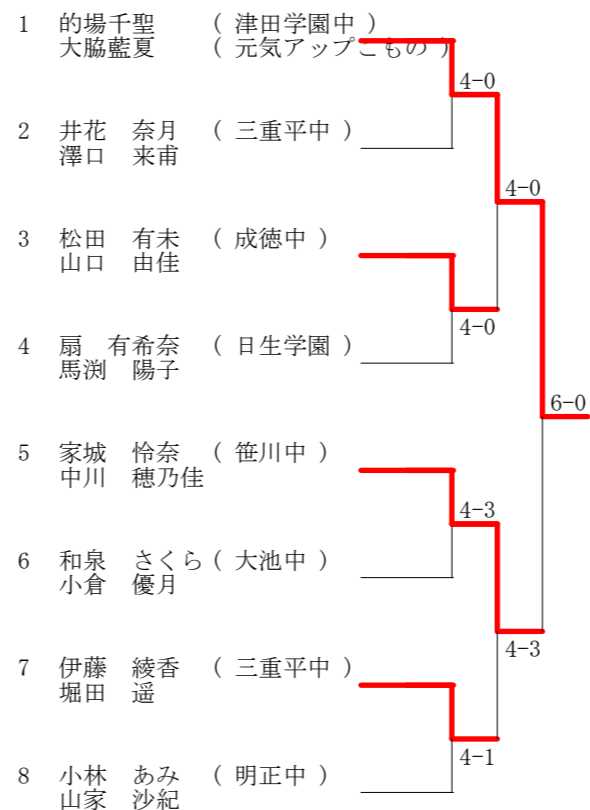 1 的場千聖 ( 津田学園中 )
大脇藍夏 ( 元気アップこもの )
4-0
2 井花 奈月 ( 三重平中 )
澤口 来甫
4-0
3 松田 有未 ( 成徳中 )
山口 由佳
4-0
4 扇 有希奈 ( 日生学園 )
馬渕 陽子
6-0
5 家城 怜奈 ( 笹川中 )
中川 穂乃佳
4-3
6 和泉 さくら ( 大池中 )
小倉 優月
4-3
7 伊藤 綾香 ( 三重平中 )
堀田 遥
4-1
8 小林 あみ ( 明正中 )
山家 沙紀